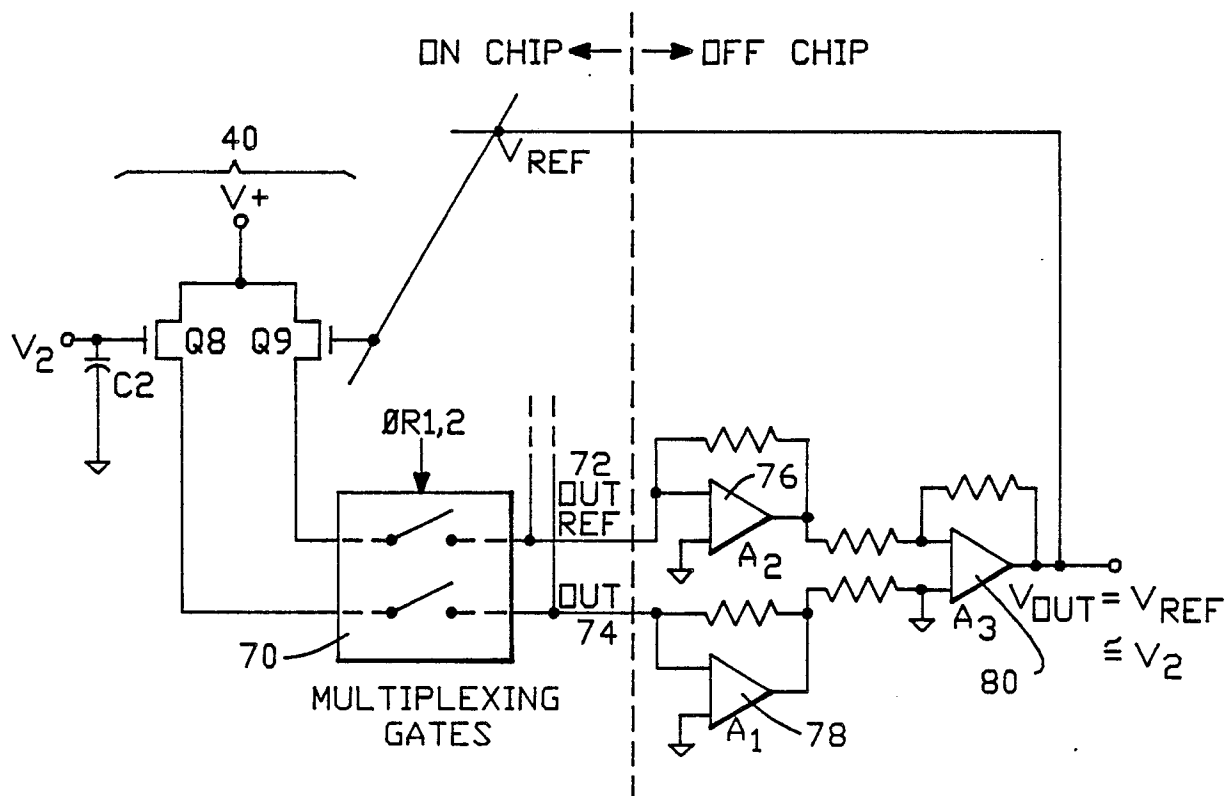 ON CHIP OFF CHIP
40
V+
VREF
V2
Q8 Q9
C2
ØR1,2
72
OUT
REF
76
A2
OUT
74
70
MULTIPLEXING
GATES
A1
78
A3
80
VOUT = VREF
≅ V2